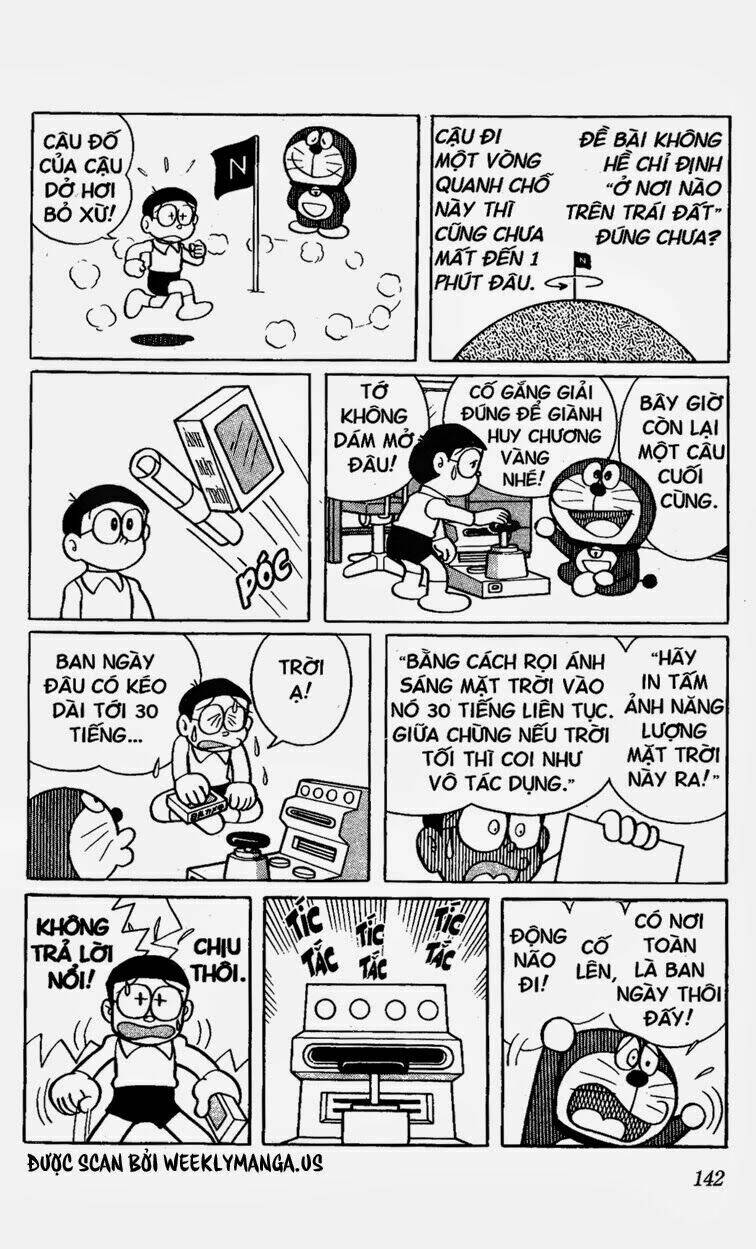 ĐỀ BÀI KHÔNG
HỀ CHỈ ĐỊNH
“Ở NƠI NÀO
TRÊN TRÁI ĐẤT”
ĐÚNG CHƯA?
CẬU ĐI
MỘT VÒNG
QUANH CHỖ
NÀY THÌ
CŨNG CHƯA
MẤT ĐẾN 1
PHÚT ĐÂU.
N
N
CÂU ĐỐ
CỦA CẬU
DỞ HƠI
BỎ XỪ!
BÂY GIỜ
CÒN LẠI
MỘT CÂU
CUỐI
CÙNG.
CỐ GẮNG GIẢI
ĐÚNG ĐỂ GIÀNH
HUY CHƯƠNG
VÀNG
NHÉ!
TỚ
KHÔNG
DÁM MỞ
ĐÂU!
ẢNH
MẶT
TRỜI
PÓC
“HÃY
IN TẤM
ẢNH NĂNG
LƯỢNG
MẶT TRỜI
NÀY RA!”
“BẰNG CÁCH RỌI ÁNH
SÁNG MẶT TRỜI VÀO
NÓ 30 TIẾNG LIÊN TỤC.
GIỮA CHỪNG NẾU TRỜI
TỐI THÌ COI NHƯ
VÔ TÁC DỤNG.”
TRỜI
Ạ!
BAN NGÀY
ĐÂU CÓ KÉO
DÀI TỚI 30
TIẾNG...
CÓ NƠI
TOÀN
LÀ BAN
NGÀY THÔI
ĐẤY!
CỐ
LÊN,
ĐỘNG
NÃO
ĐI!
TÍC
TẮC
TÍC
TẮC
TÍC
TẮC
CHỊU
THÔI.
KHÔNG
TRẢ LỜI
NỔI!
ĐƯỢC SCAN BỞI WEEKLYMANGA.US
142